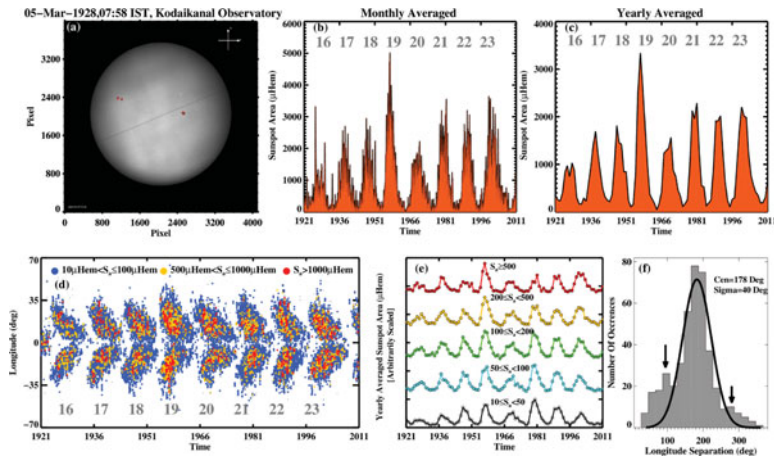 05-Mar-1928,07:58 IST, Kodaikanal Observatory
(a)
4000
3200
2400
1600
800
0
Pixel
0 800 1600 2400 3200 4000
Pixel
Monthly Averaged
(b)
16 17 18 19 20 21 22 23
6000
5000
4000
3000
2000
1000
0
Sunspot Area (µHem)
1921 1936 1951 1966 1981 1996 2011
Time
Yearly Averaged
(c)
16 17 18 19 20 21 22 23
4000
3000
2000
1000
0
Sunspot Area (µHem)
1921 1936 1951 1966 1981 1996 2011
Time
(d)
10µHem<Sa≤100µHem 500µHem<Sa≤1000µHem Sa>1000µHem
70
35
0
-35
-70
Longitude (deg)
16 17 18 19 20 21 22 23
1921 1936 1951 1966 1981 1996 2011
Time
(e)
Yearly Averaged Sunspot Area (µHem)
[Arbitrarily Scaled]
Sa≥500
200≤Sa<500
100≤Sa<200
50≤Sa<100
10≤Sa<50
1921 1936 1951 1966 1981 1996 2011
Time
(f)
Cen=178 Deg
Sigma=40 Deg
80
60
40
20
0
Number Of Occrences
100 200 300
Longitude Separation (deg)